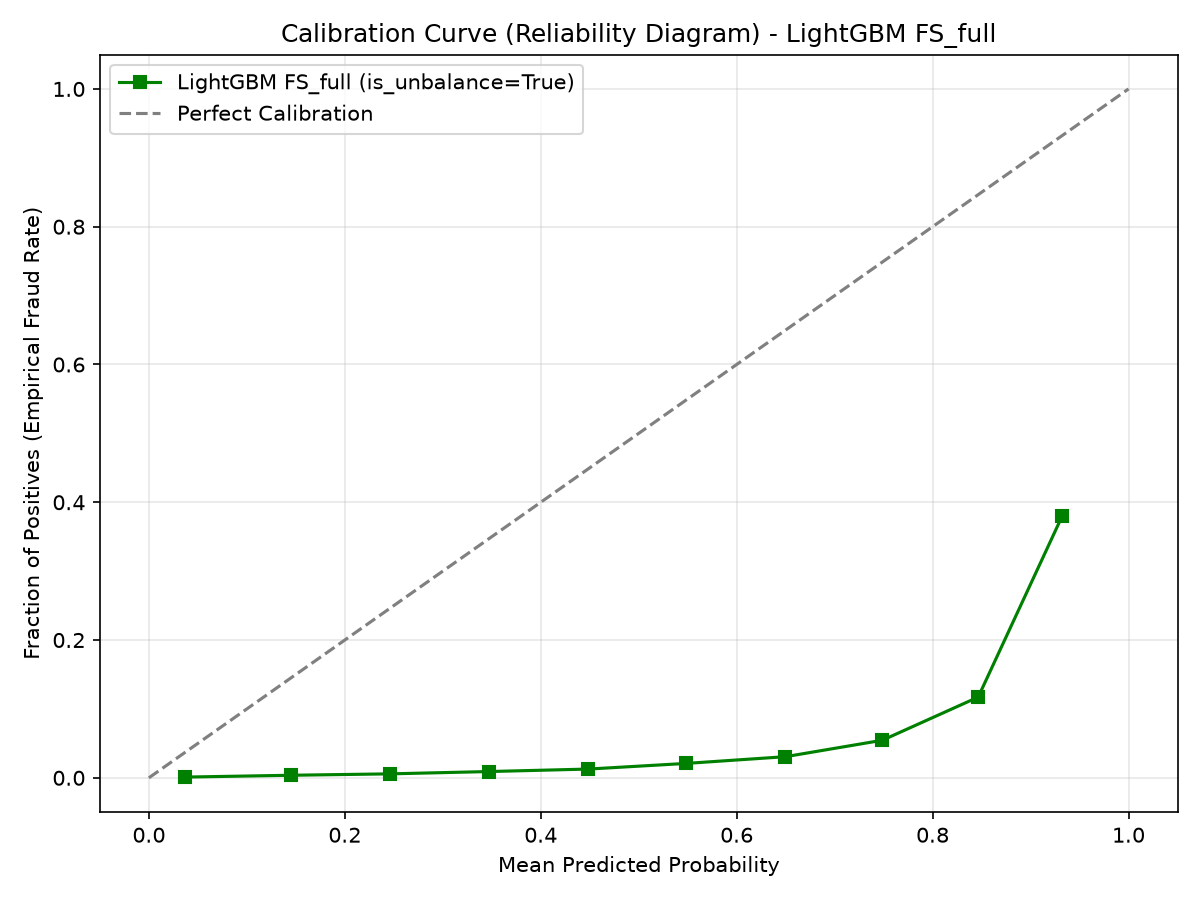 Calibration Curve (Reliability Diagram) - LightGBM FS_full
LightGBM FS_full (is_unbalance=True)
Perfect Calibration
Fraction of Positives (Empirical Fraud Rate)
1.0
0.8
0.6
0.4
0.2
0.0
0.0 0.2 0.4 0.6 0.8 1.0
Mean Predicted Probability